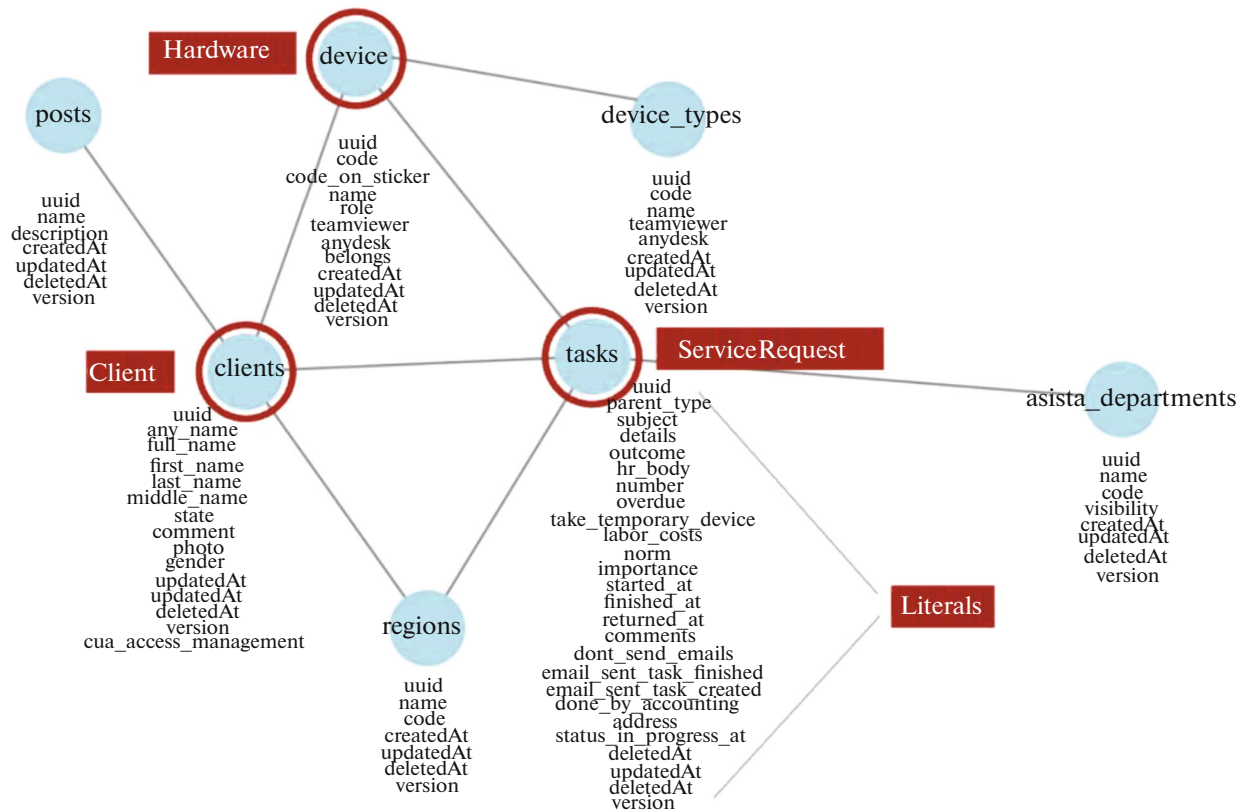 Hardware
device
uuid
code
code_on_sticker
name
role
teamviewer
anydesk
belongs
createdAt
updatedAt
deletedAt
version
posts
uuid
name
description
createdAt
updatedAt
deletedAt
version
device_types
uuid
code
name
teamviewer
anydesk
createdAt
updatedAt
deletedAt
version
Client
clients
uuid
any_name
full_name
first_name
last_name
middle_name
state
comment
photo
gender
updatedAt
updatedAt
deletedAt
version
cua_access_management
tasks
ServiceRequest
uuid
parent_type
subject
details
outcome
hr_body
number
overdue
take_temporary_device
labor_costs
norm
importance
started_at
finished_at
returned_at
comments
dont_send_emails
email_sent_task_finished
email_sent_task_created
done_by_accounting
address
status_in_progress_at
deletedAt
updatedAt
deletedAt
version
asista_departments
uuid
name
code
visibility
createdAt
updatedAt
deletedAt
version
Literals
regions
uuid
name
code
createdAt
updatedAt
deletedAt
version